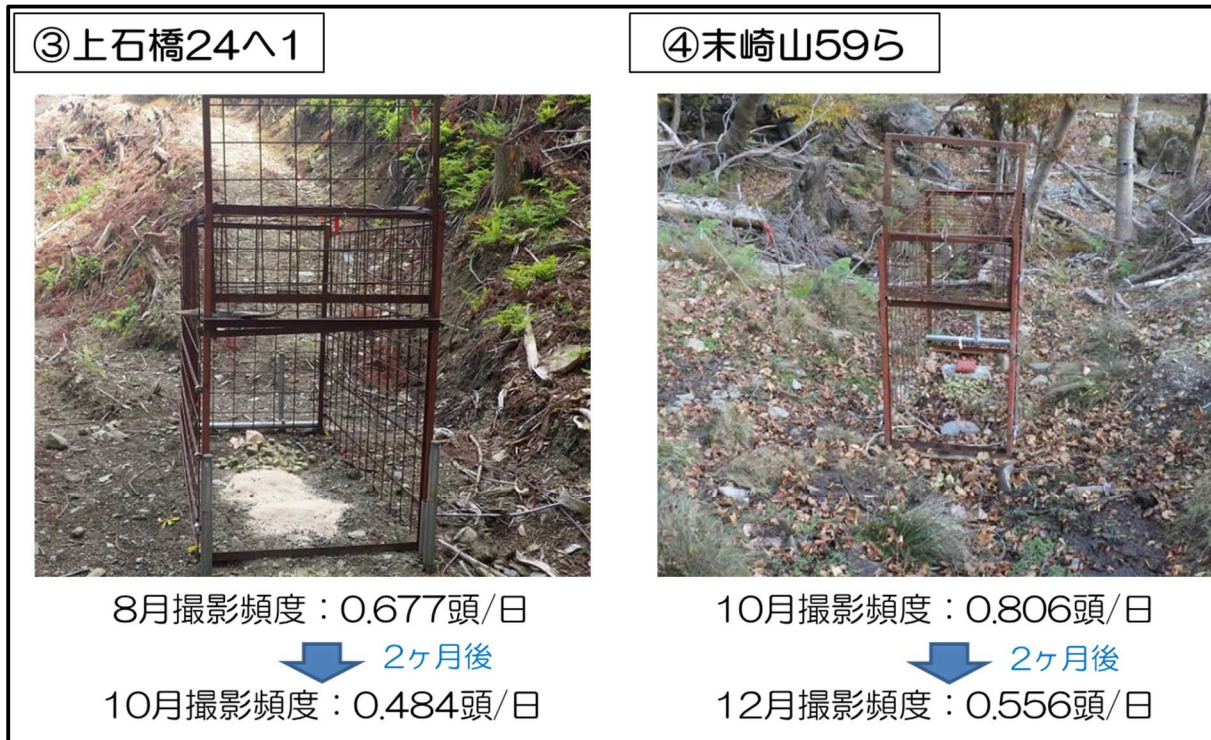 ③上石橋24へ1
④末崎山59ら
8月撮影頻度：0.677頭/日
2ヶ月後
10月撮影頻度：0.484頭/日
10月撮影頻度：0.806頭/日
2ヶ月後
12月撮影頻度：0.556頭/日